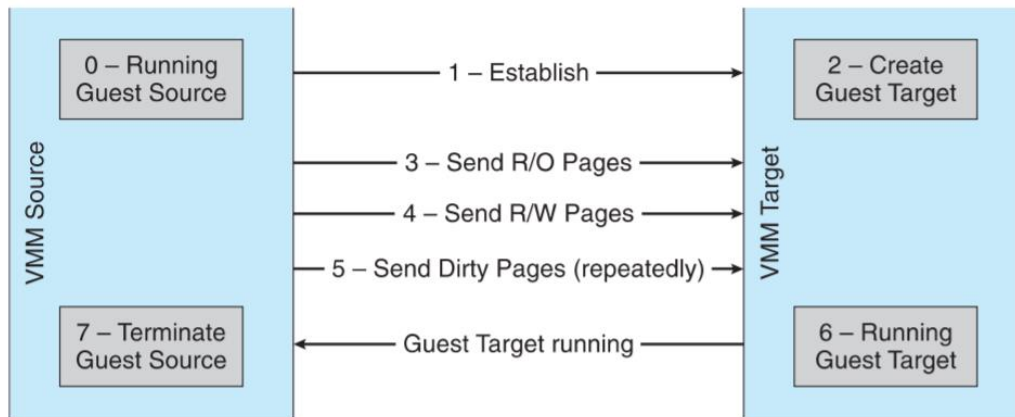 0 – Running
Guest Source
1 – Establish
2 – Create
Guest Target
VMM Source
3 – Send R/O Pages
4 – Send R/W Pages
5 – Send Dirty Pages (repeatedly)
VMM Target
7 – Terminate
Guest Source
Guest Target running
6 – Running
Guest Target